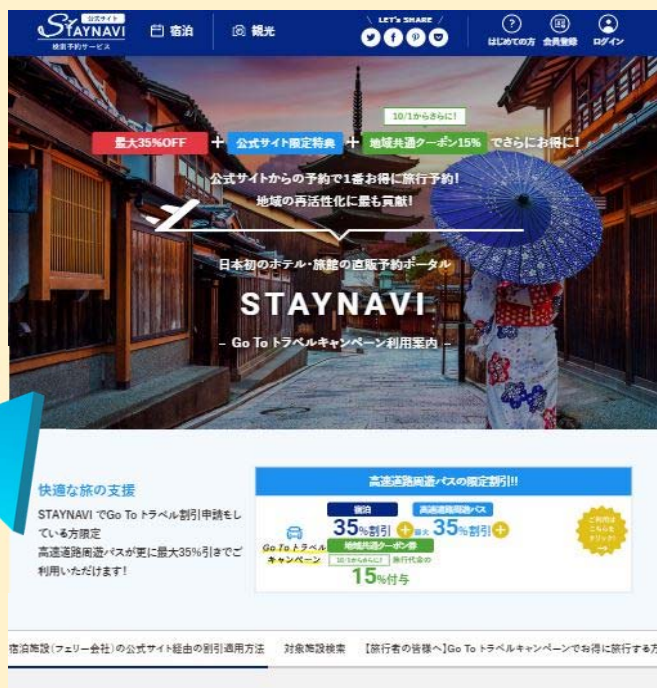 公式サイト
STAYNAVI
検索予約サービス
宿泊
観光
\ LET's SHARE /
はじめての方
会員登録
ログイン
10/1からさらに!
最大35%OFF + 公式サイト限定特典 + 地域共通クーポン15% でさらにお得に!
公式サイトからの予約で1番お得に旅行予約!
地域の再活性化に最も貢献!
日本初のホテル・旅館の直販予約ポータル
STAYNAVI
– Go To トラベルキャンペーン利用案内 –
快適な旅の支援
STAYNAVI でGo To トラベル割引申請をし
ている方限定
高速道路周遊パスが更に最大35%引きでご
利用いただけます!
高速道路周遊パスの限定割引!!
Go To トラベル
キャンペーン
宿泊
35%割引
+
高速道路周遊パス
最大 35%割引
+
地域共通クーポン券
10/1からさらに! 旅行代金の
15%付与
ご利用は
こちらを
クリック!
宿泊施設(フェリー会社)の公式サイト経由の割引適用方法
対象施設検索
【旅行者の皆様へ】Go To トラベルキャンペーンでお得に旅行する方